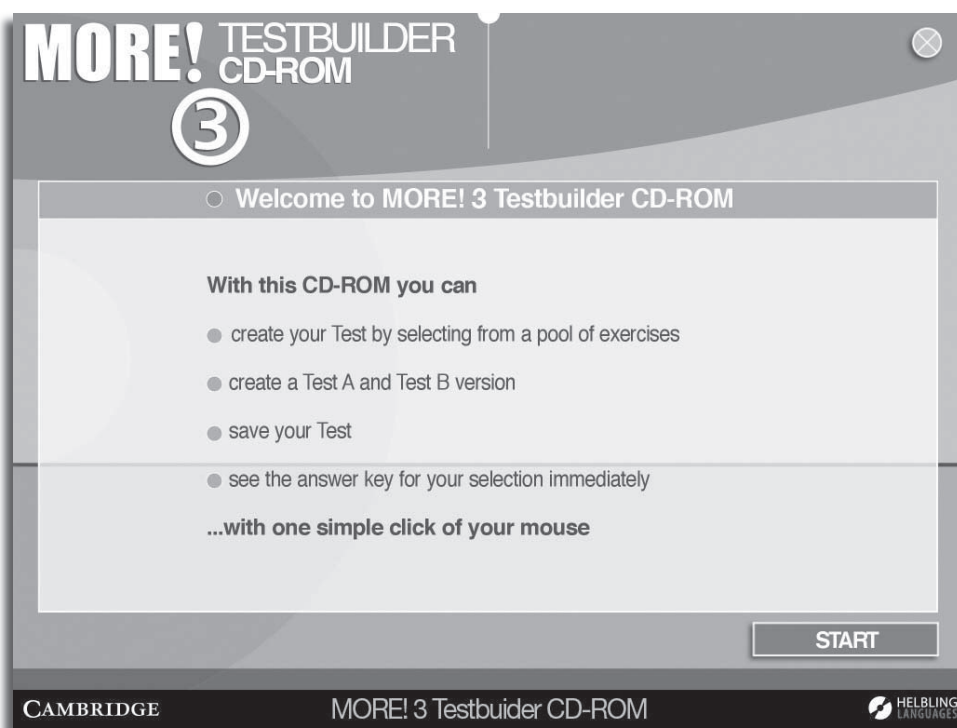 MORE! TESTBUILDER
CD-ROM
3
Welcome to MORE! 3 Testbuilder CD-ROM
With this CD-ROM you can
create your Test by selecting from a pool of exercises
create a Test A and Test B version
save your Test
see the answer key for your selection immediately
...with one simple click of your mouse
START
CAMBRIDGE
MORE! 3 Testbuider CD-ROM
HELBLING
LANGUAGES